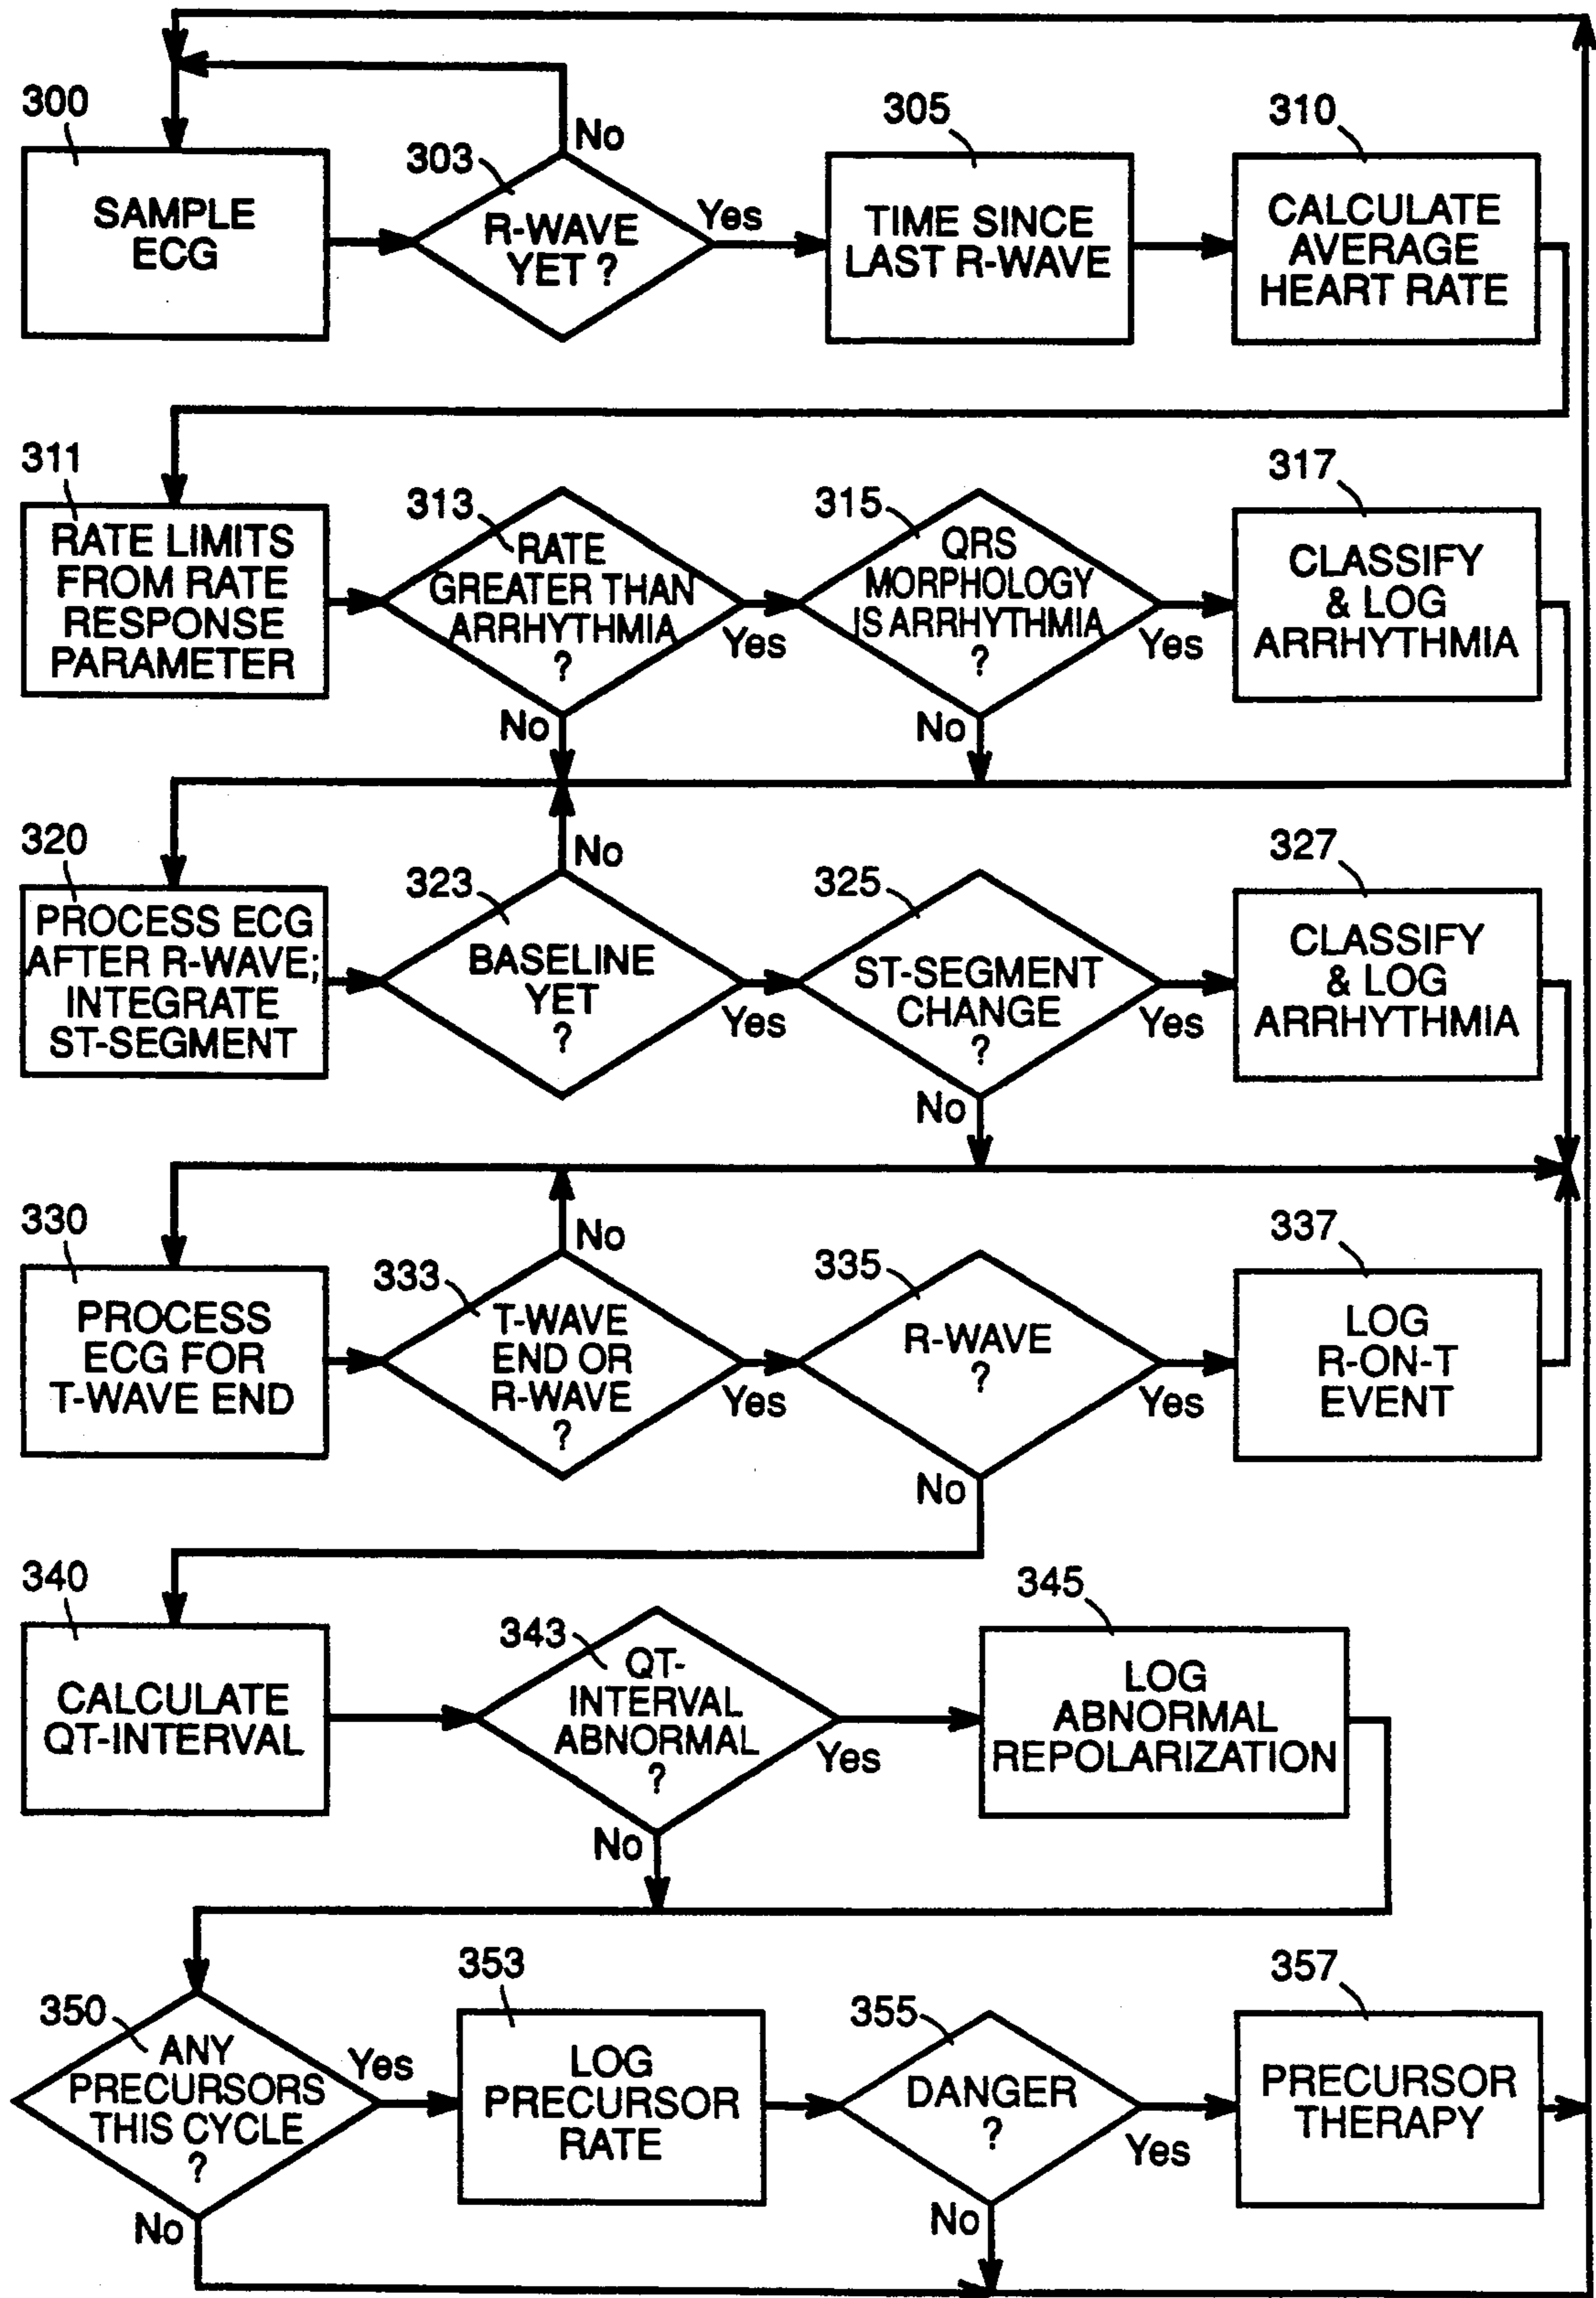 300
SAMPLE
ECG
303
R-WAVE
YET ?
No
Yes
305
TIME SINCE
LAST R-WAVE
310
CALCULATE
AVERAGE
HEART RATE
311
RATE LIMITS
FROM RATE
RESPONSE
PARAMETER
313
RATE
GREATER THAN
ARRHYTHMIA
?
Yes
No
315
QRS
MORPHOLOGY
IS ARRHYTHMIA
?
Yes
No
317
CLASSIFY
& LOG
ARRHYTHMIA
320
PROCESS ECG
AFTER R-WAVE;
INTEGRATE
ST-SEGMENT
323
BASELINE
YET
?
No
Yes
325
ST-SEGMENT
CHANGE
?
Yes
No
327
CLASSIFY
& LOG
ARRHYTHMIA
330
PROCESS
ECG FOR
T-WAVE END
333
T-WAVE
END OR
R-WAVE
?
No
Yes
335
R-WAVE
?
Yes
No
337
LOG
R-ON-T
EVENT
340
CALCULATE
QT-INTERVAL
343
QT-
INTERVAL
ABNORMAL
?
Yes
No
345
LOG
ABNORMAL
REPOLARIZATION
350
ANY
PRECURSORS
THIS CYCLE
?
Yes
No
353
LOG
PRECURSOR
RATE
355
DANGER
?
Yes
No
357
PRECURSOR
THERAPY